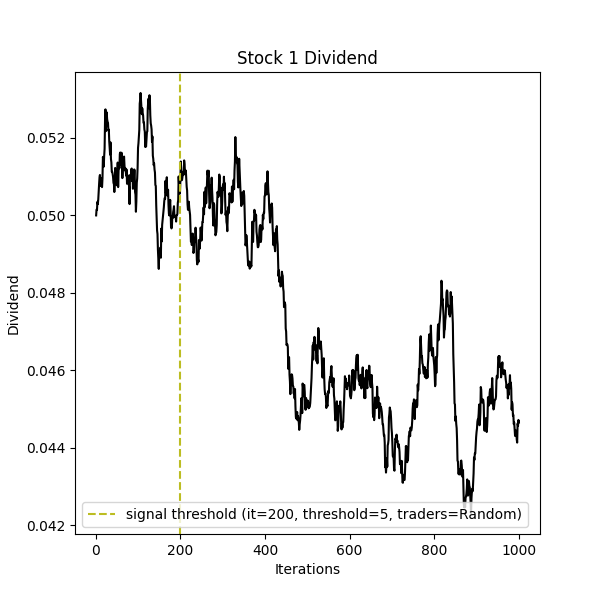 Stock 1 Dividend
0.052
0.050
0.048
0.046
0.044
0.042
Dividend
signal threshold (it=200, threshold=5, traders=Random)
0 200 400 600 800 1000
Iterations